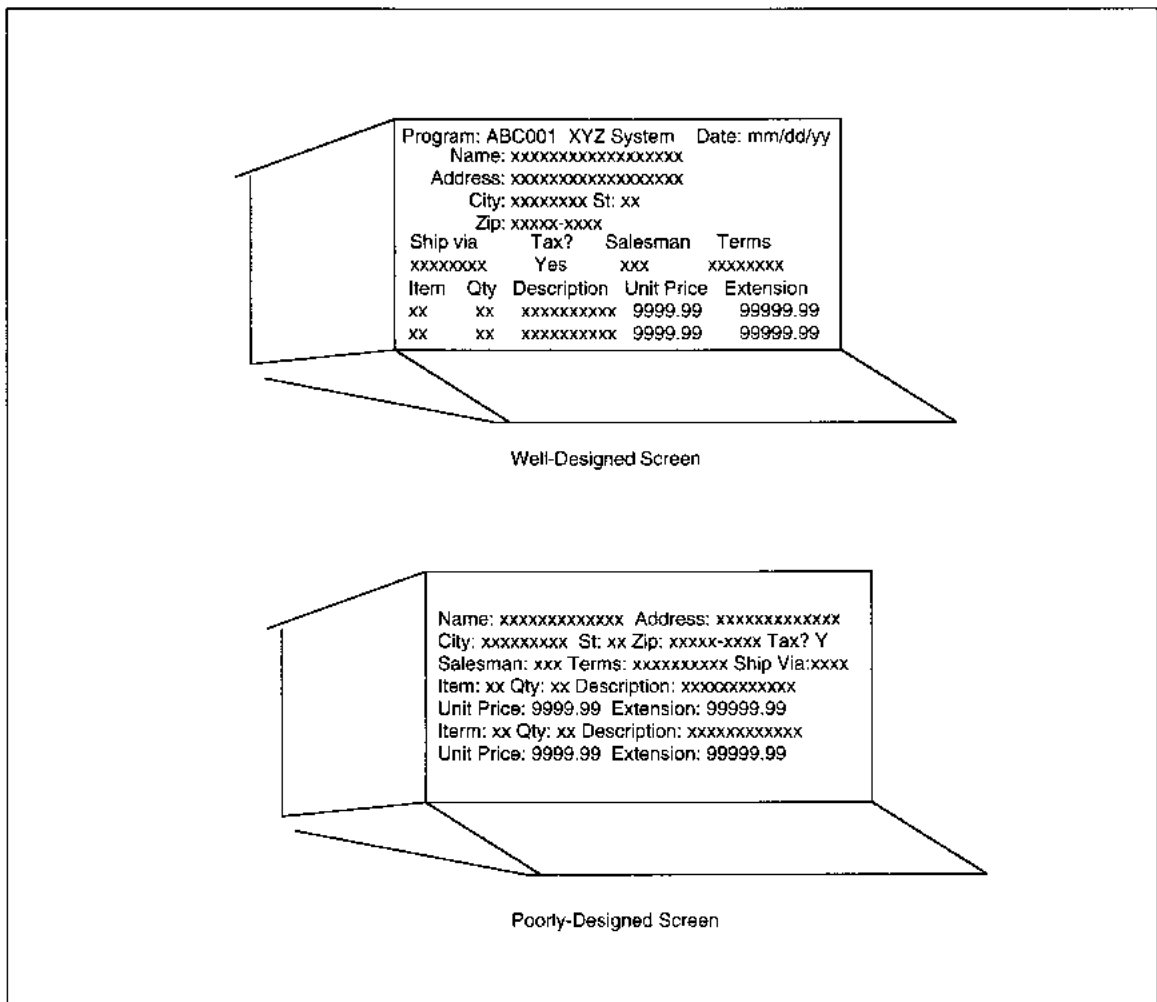 Program: ABC001 XYZ System Date: mm/dd/yy
Name: xxxxxxxxxxxxxxxxxx
Address: xxxxxxxxxxxxxxxxxx
City: xxxxxxxx St: xx
Zip: xxxxx-xxxx
Ship via Tax? Salesman Terms
xxxxxxxx Yes xxx xxxxxxxx
Item Qty Description Unit Price Extension
xx xx xxxxxxxxxx 9999.99 99999.99
xx xx xxxxxxxxxx 9999.99 99999.99
Well-Designed Screen
Name: xxxxxxxxxxxxx Address: xxxxxxxxxxxxx
City: xxxxxxxxx St: xx Zip: xxxxx-xxxx Tax? Y
Salesman: xxx Terms: xxxxxxxxxx Ship Via:xxxx
Item: xx Qty: xx Description: xxxxxxxxxxxx
Unit Price: 9999.99 Extension: 99999.99
Iterm: xx Qty: xx Description: xxxxxxxxxxxx
Unit Price: 9999.99 Extension: 99999.99
Poorly-Designed Screen